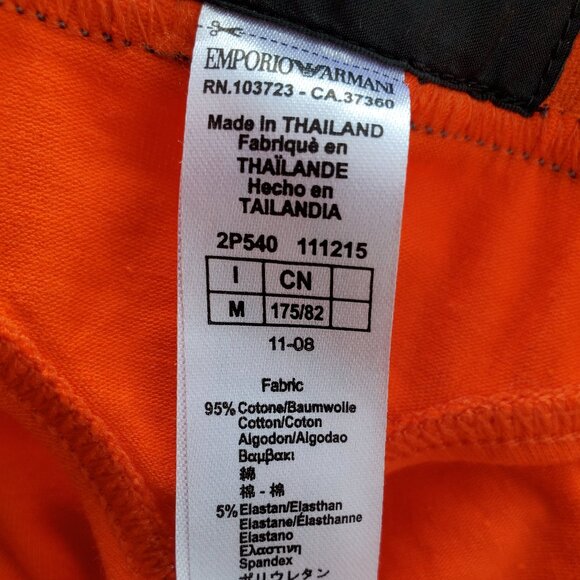 EMPORIO ARMANI
RN.103723 - CA.37360
Made in THAILAND
Fabriquè en
THAÏLANDE
Hecho en
TAILANDIA
2P540 111215
I CN
M 175/82
11-08
Fabric
95% Cotone/Baumwolle
Cotton/Coton
Algodon/Algodao
Βαμβακι
綿
棉 - 棉
5% Elastan/Elasthan
Elastane/Élasthanne
Elastano
Ελαστινη
Spandex
ポリウレタン